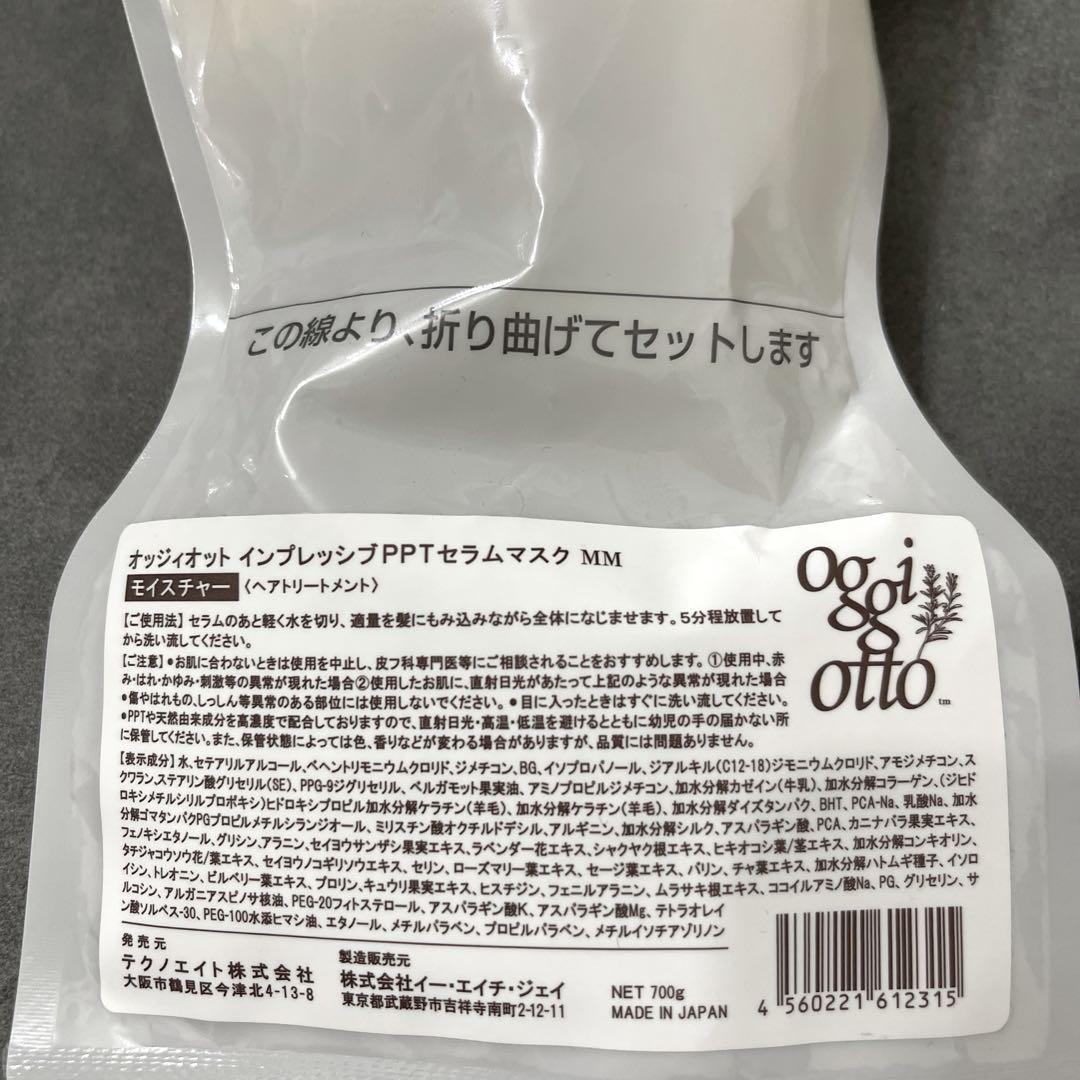 この線より、折り曲げてセットします
オッジィオット インプレッシブPPTセラムマスク MM
モイスチャー 〈ヘアトリートメント〉
oggi
otto
™
【ご使用法】セラムのあと軽く水を切り、適量を髪にもみ込みながら全体になじませます。5分程放置して
から洗い流してください。
【ご注意】●お肌に合わないときは使用を中止し、皮フ科専門医等にご相談されることをおすすめします。①使用中、赤
み・はれ・かゆみ・刺激等の異常が現れた場合②使用したお肌に、直射日光があたって上記のような異常が現れた場合
●傷やはれもの、しっしん等異常のある部位には使用しないでください。●目に入ったときはすぐに洗い流してください。
●PPTや天然由来成分を高濃度で配合しておりますので、直射日光・高温・低温を避けるとともに幼児の手の届かない所
に保管してください。また、保管状態によっては色、香りなどが変わる場合がありますが、品質には問題ありません。
【表示成分】水、セテアリルアルコール、ベヘントリモニウムクロリド、ジメチコン、BG、イソプロパノール、ジアルキル(C12-18)ジモニウムクロリド、アモジメチコン、ス
クワラン、ステアリン酸グリセリル(SE)、PPG-9ジグリセリル、ベルガモット果実油、アミノプロピルジメチコン、加水分解カゼイン(牛乳)、加水分解コラーゲン、(ジヒド
ロキシメチルシリルプロポキシ)ヒドロキシプロピル加水分解ケラチン(羊毛)、加水分解ケラチン(羊毛)、加水分解ダイズタンパク、BHT、PCA-Na、乳酸Na、加水
分解ゴマタンパクPGプロピルメチルシランジオール、ミリスチン酸オクチルドデシル、アルギニン、加水分解シルク、アスパラギン酸、PCA、カニナバラ果実エキス、
フェノキシエタノール、グリシン、アラニン、セイヨウサンザシ果実エキス、ラベンダー花エキス、シャクヤク根エキス、ヒキオコシ葉/茎エキス、加水分解コンキオリン、
タチジャコウソウ花/葉エキス、セイヨウノコギリソウエキス、セリン、ローズマリー葉エキス、セージ葉エキス、バリン、チャ葉エキス、加水分解ハトムギ種子、イソロ
イシン、トレオニン、ビルベリー葉エキス、プロリン、キュウリ果実エキス、ヒスチジン、フェニルアラニン、ムラサキ根エキス、ココイルアミノ酸Na、PG、グリセリン、サ
ルコシン、アルガニアスピノサ核油、PEG-20フィトステロール、アスパラギン酸K、アスパラギン酸Mg、テトラオレイ
ン酸ソルベス-30、PEG-100水添ヒマシ油、エタノール、メチルパラベン、プロピルパラベン、メチルイソチアゾリノン
発売元
テクノエイト株式会社
大阪市鶴見区今津北4-13-8
製造販売元
株式会社イー・エイチ・ジェイ
東京都武蔵野市吉祥寺南町2-12-11
NET 700g
MADE IN JAPAN
4 560221 612315